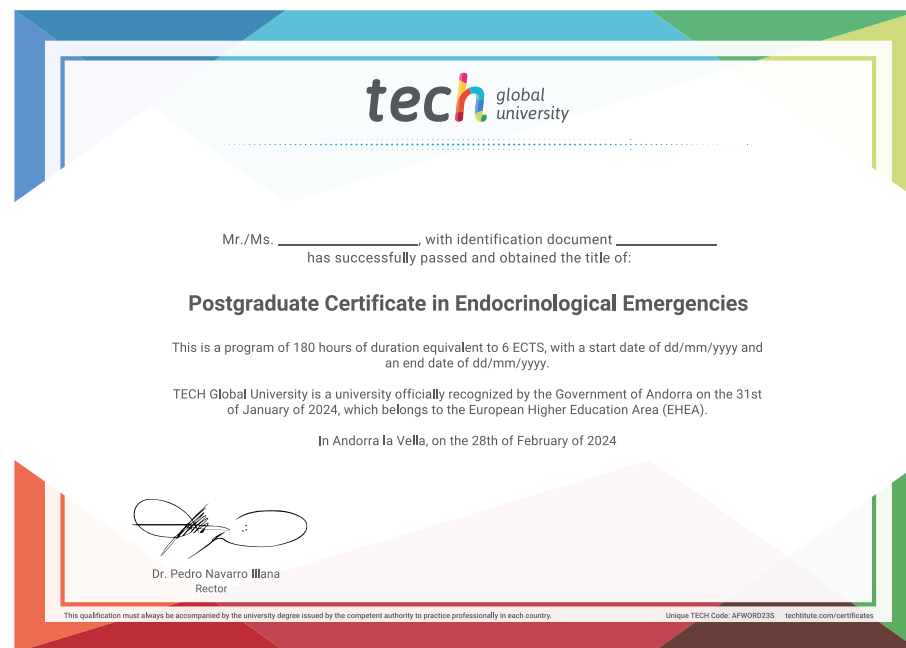 tech global university
Mr./Ms. ____________, with identification document ____________
has successfully passed and obtained the title of:
Postgraduate Certificate in Endocrinological Emergencies
This is a program of 180 hours of duration equivalent to 6 ECTS, with a start date of dd/mm/yyyy and
an end date of dd/mm/yyyy.
TECH Global University is a university officially recognized by the Government of Andorra on the 31st
of January of 2024, which belongs to the European Higher Education Area (EHEA).
In Andorra la Vella, on the 28th of February of 2024
Dr. Pedro Navarro Illana
Rector
This qualification must always be accompanied by the university degree issued by the competent authority to practice professionally in each country.
Unique TECH Code: AFWORD23S techtitute.com/certificates